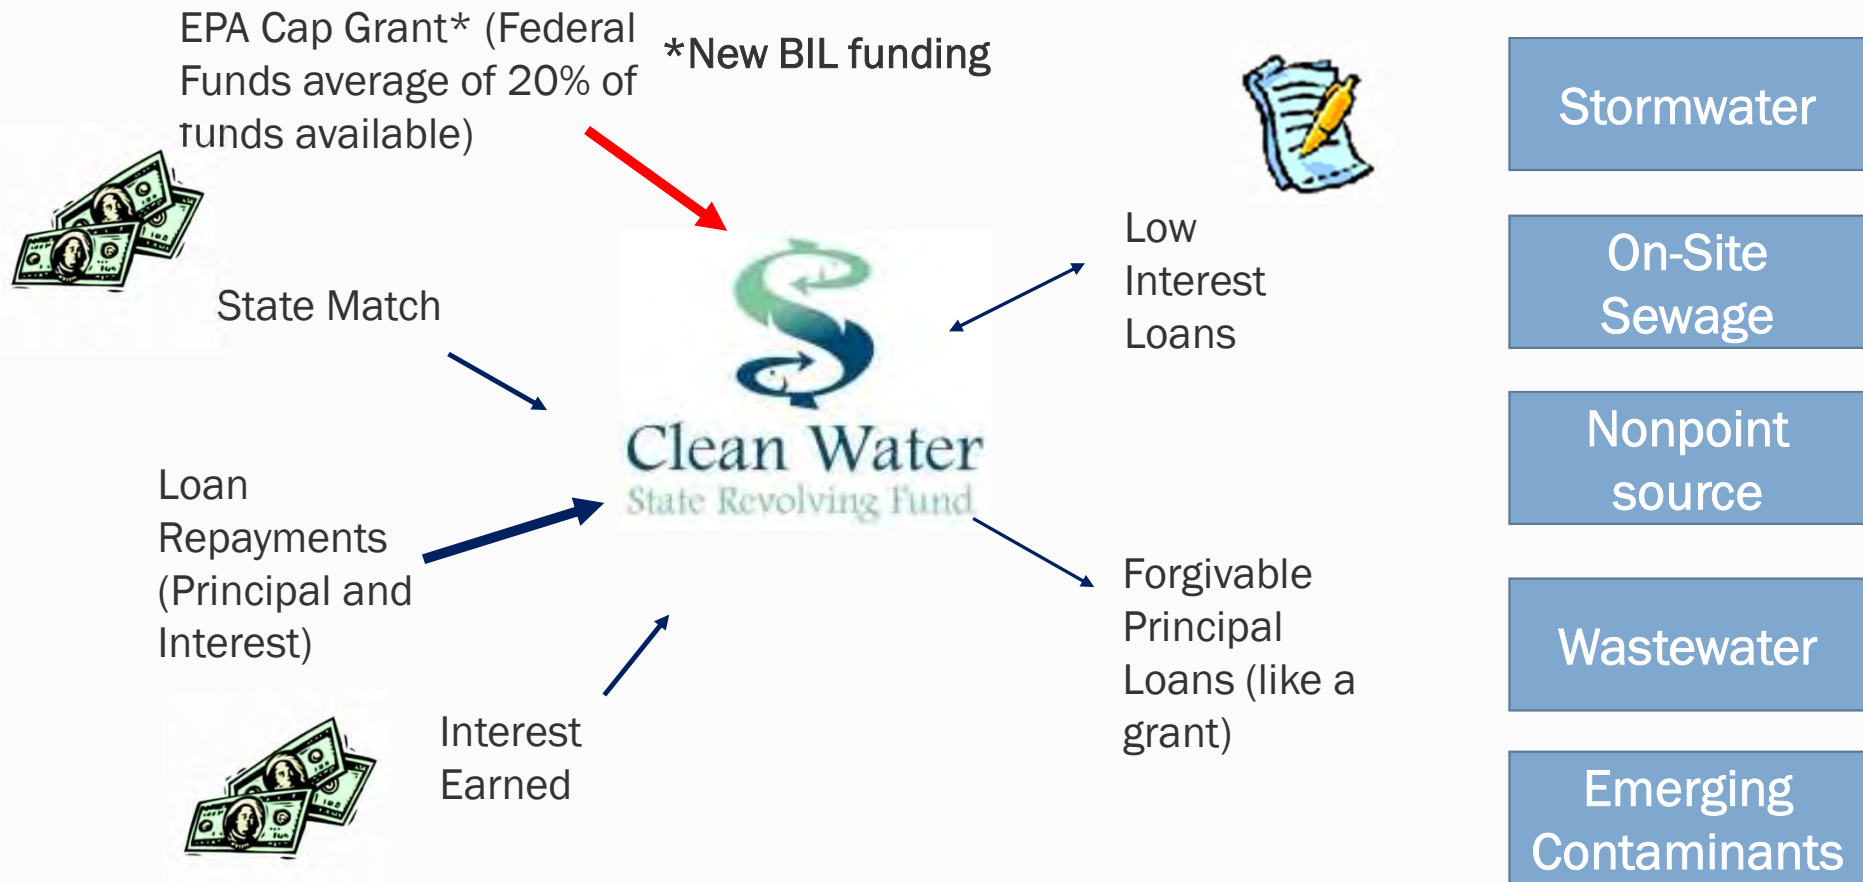 EPA Cap Grant* (Federal
Funds average of 20% of
funds available)
*New BIL funding
State Match
Loan
Repayments
(Principal and
Interest)
Interest
Earned
Clean Water
State Revolving Fund
Low
Interest
Loans
Forgivable
Principal
Loans (like a
grant)
Stormwater
On-Site
Sewage
Nonpoint
source
Wastewater
Emerging
Contaminants